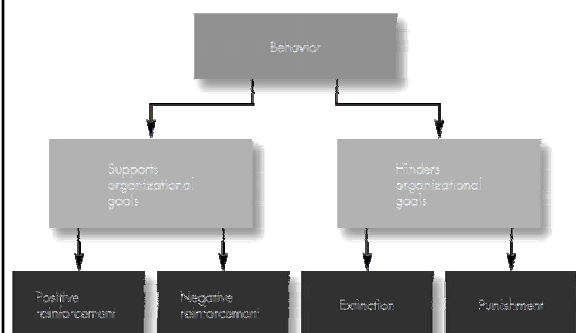 Behavior
Supports
organizational
goals
Hinders
organizational
goals
Positive
reinforcement
Negative
reinforcement
Extinction
Punishment